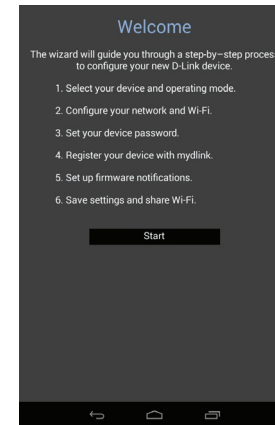 Welcome
The wizard will guide you through a step-by-step proces
to configure your new D-Link device.
1. Select your device and operating mode.
2. Configure your network and Wi-Fi.
3. Set your device password.
4. Register your device with mydlink.
5. Set up firmware notifications.
6. Save settings and share Wi-Fi.
Start